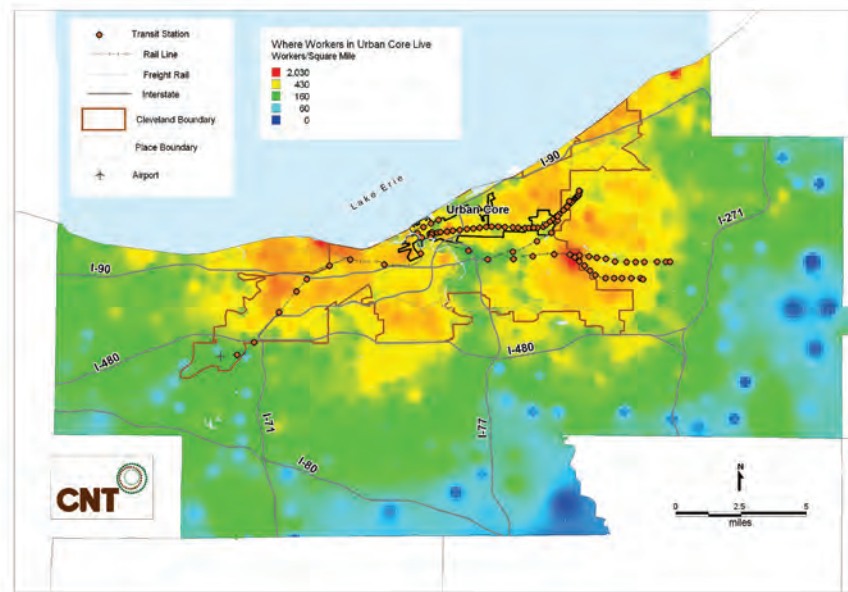 Transit Station
Rail Line
Freight Rail
Interstate
Cleveland Boundary
Place Boundary
Airport
Where Workers in Urban Core Live
Workers/Square Mile
2,030
430
160
60
0
I-90
Lake Erie
Urban Core
I-271
I-90
I-480
I-480
I-71
I-77
I-80
CNT
N
0 2.5 5
miles